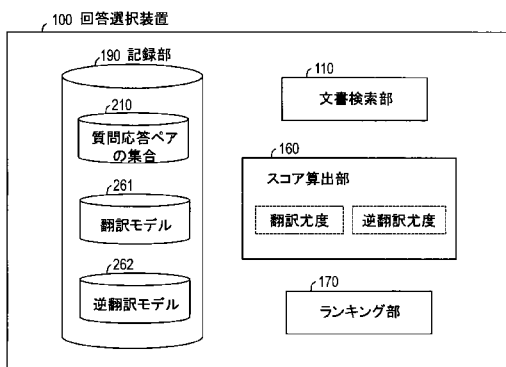 100 回答選択装置
190 記録部
210
質問応答ペア
の集合
261
翻訳モデル
262
逆翻訳モデル
110
文書検索部
160
スコア算出部
翻訳尤度
逆翻訳尤度
170
ランキング部